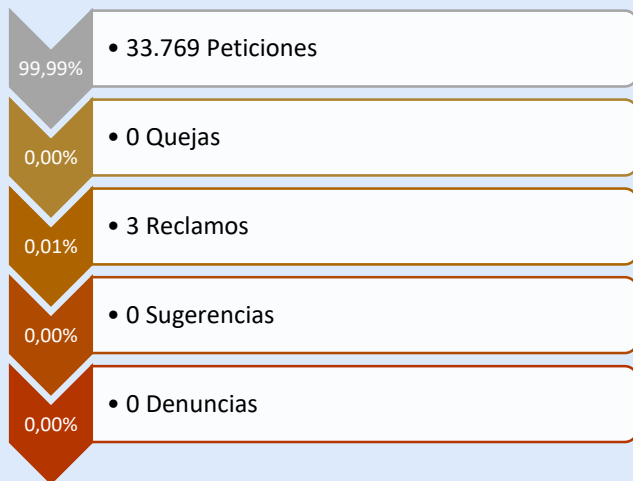 99,99%
• 33.769 Peticiones
0,00%
• 0 Quejas
0,01%
• 3 Reclamos
0,00%
• 0 Sugerencias
0,00%
• 0 Denuncias